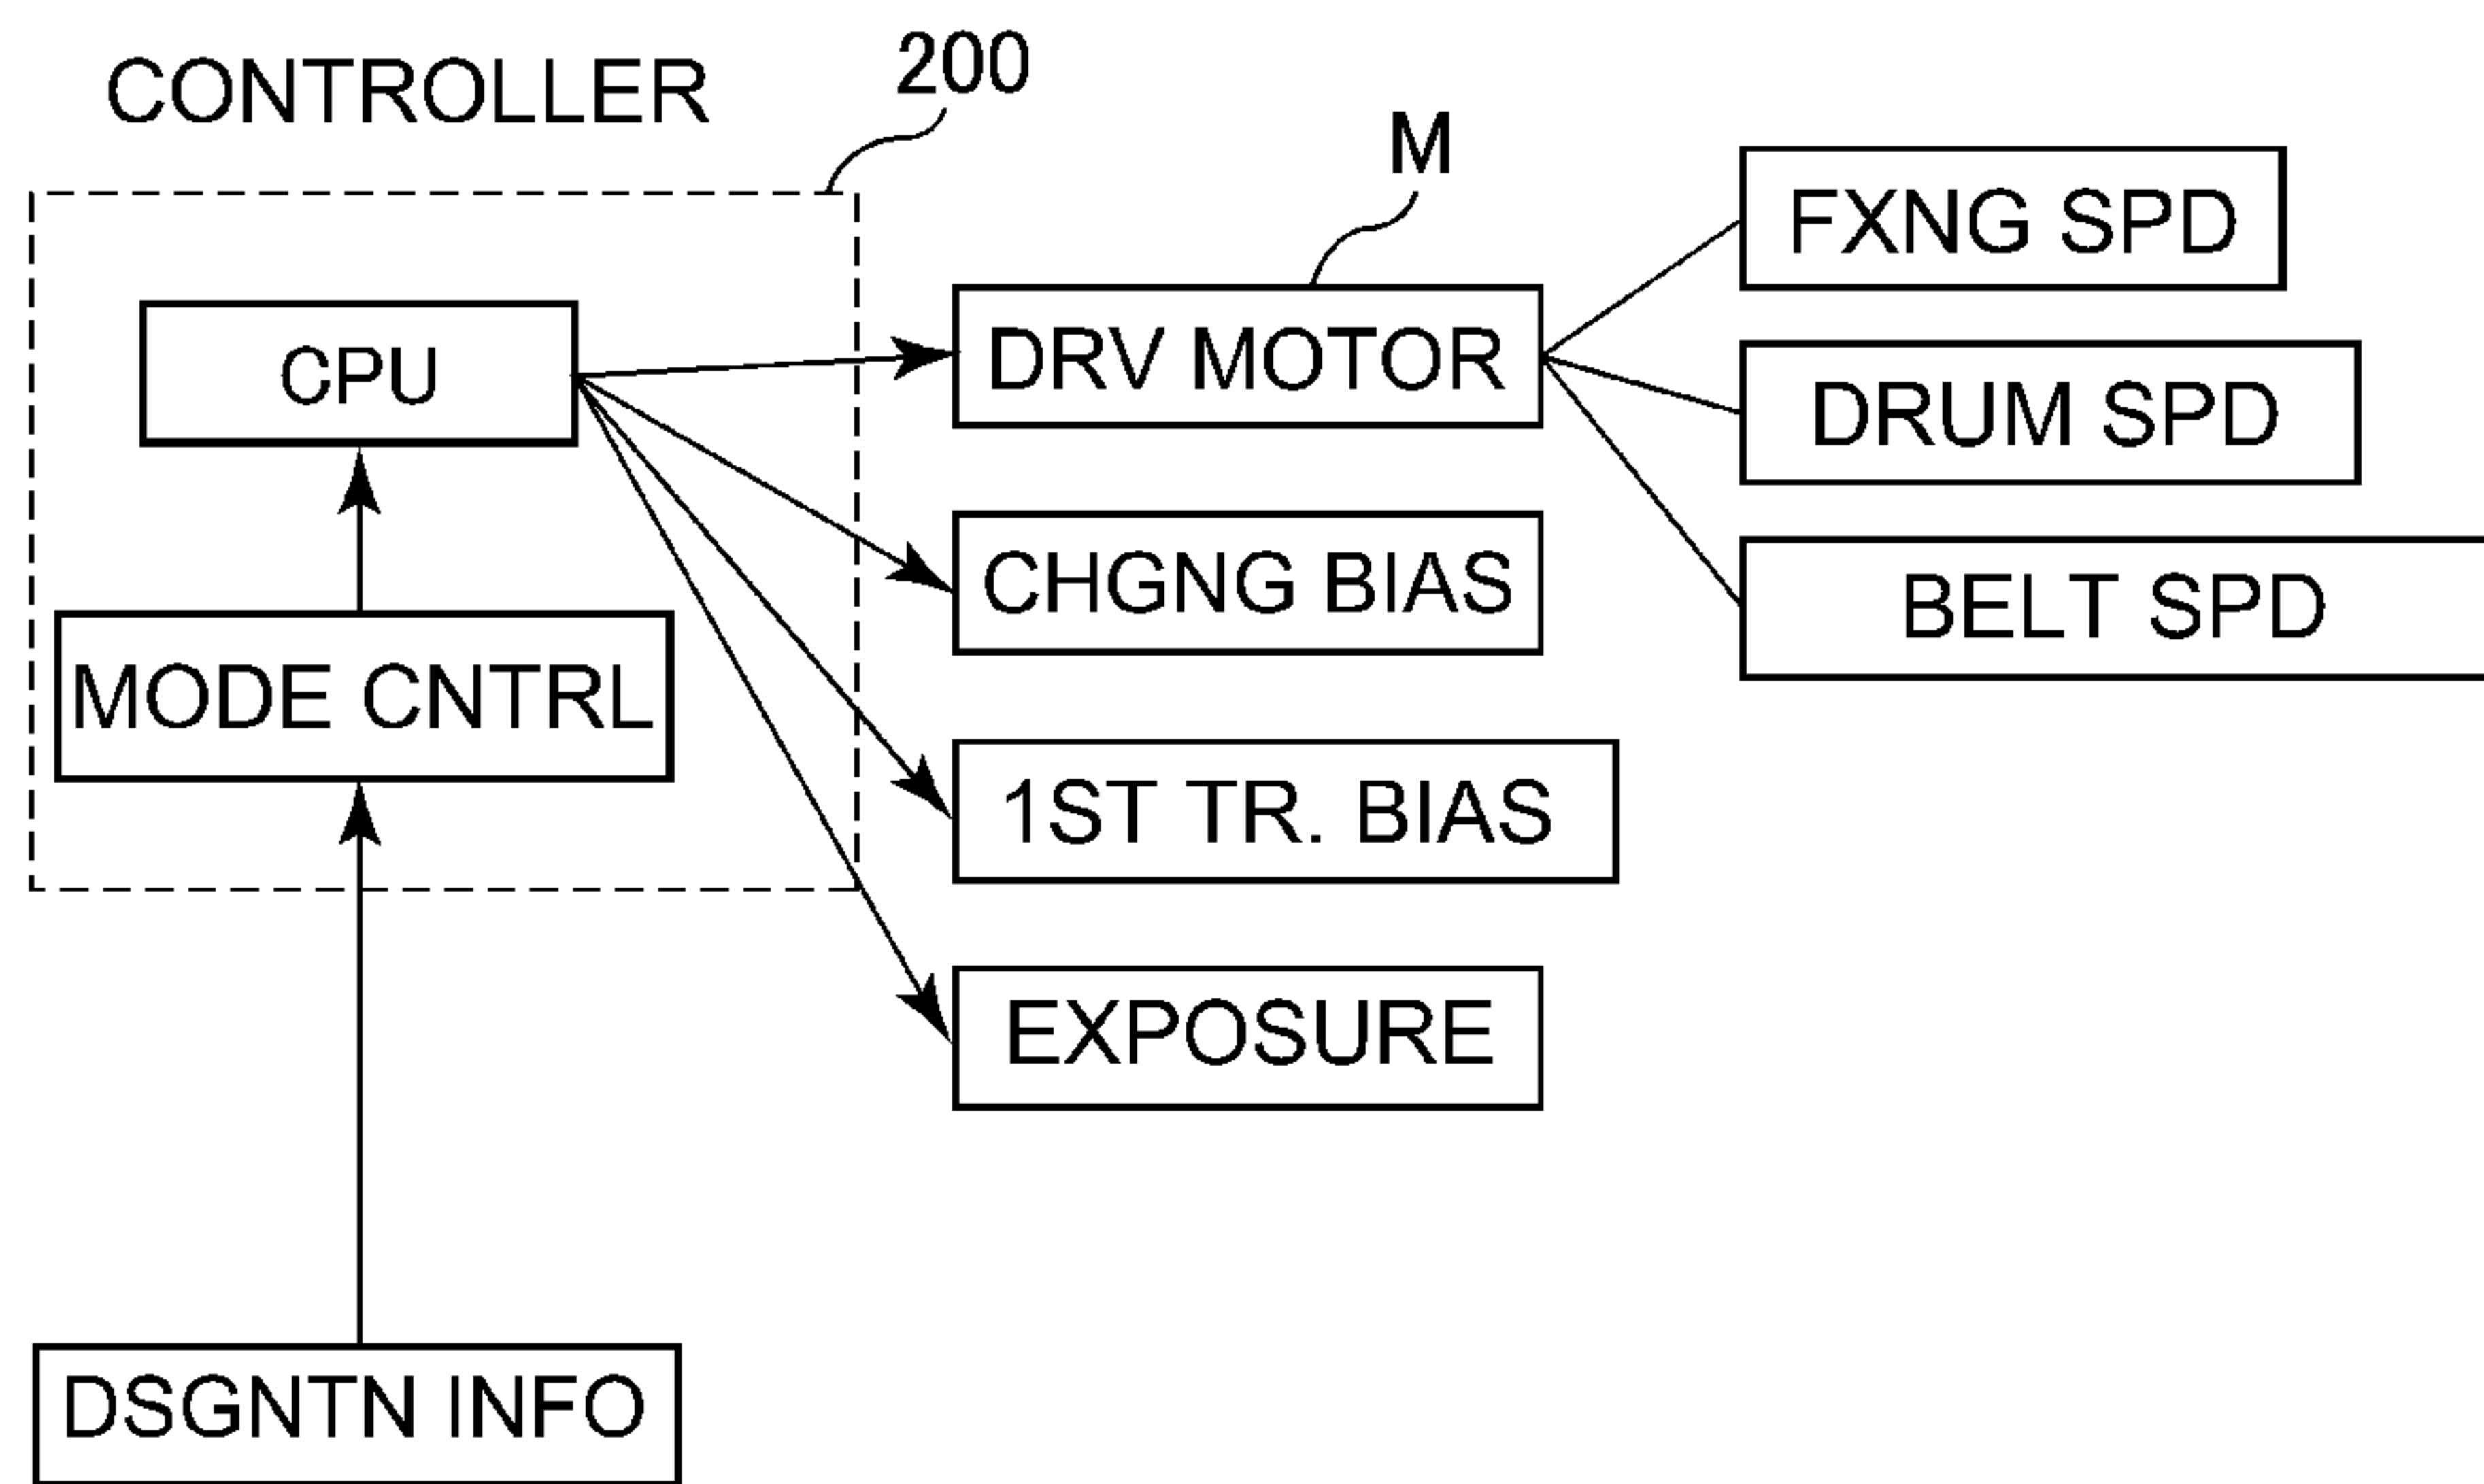 CONTROLLER
200
M
CPU
MODE CNTRL
DSGNTN INFO
DRV MOTOR
CHGNG BIAS
1ST TR. BIAS
EXPOSURE
FXNG SPD
DRUM SPD
BELT SPD